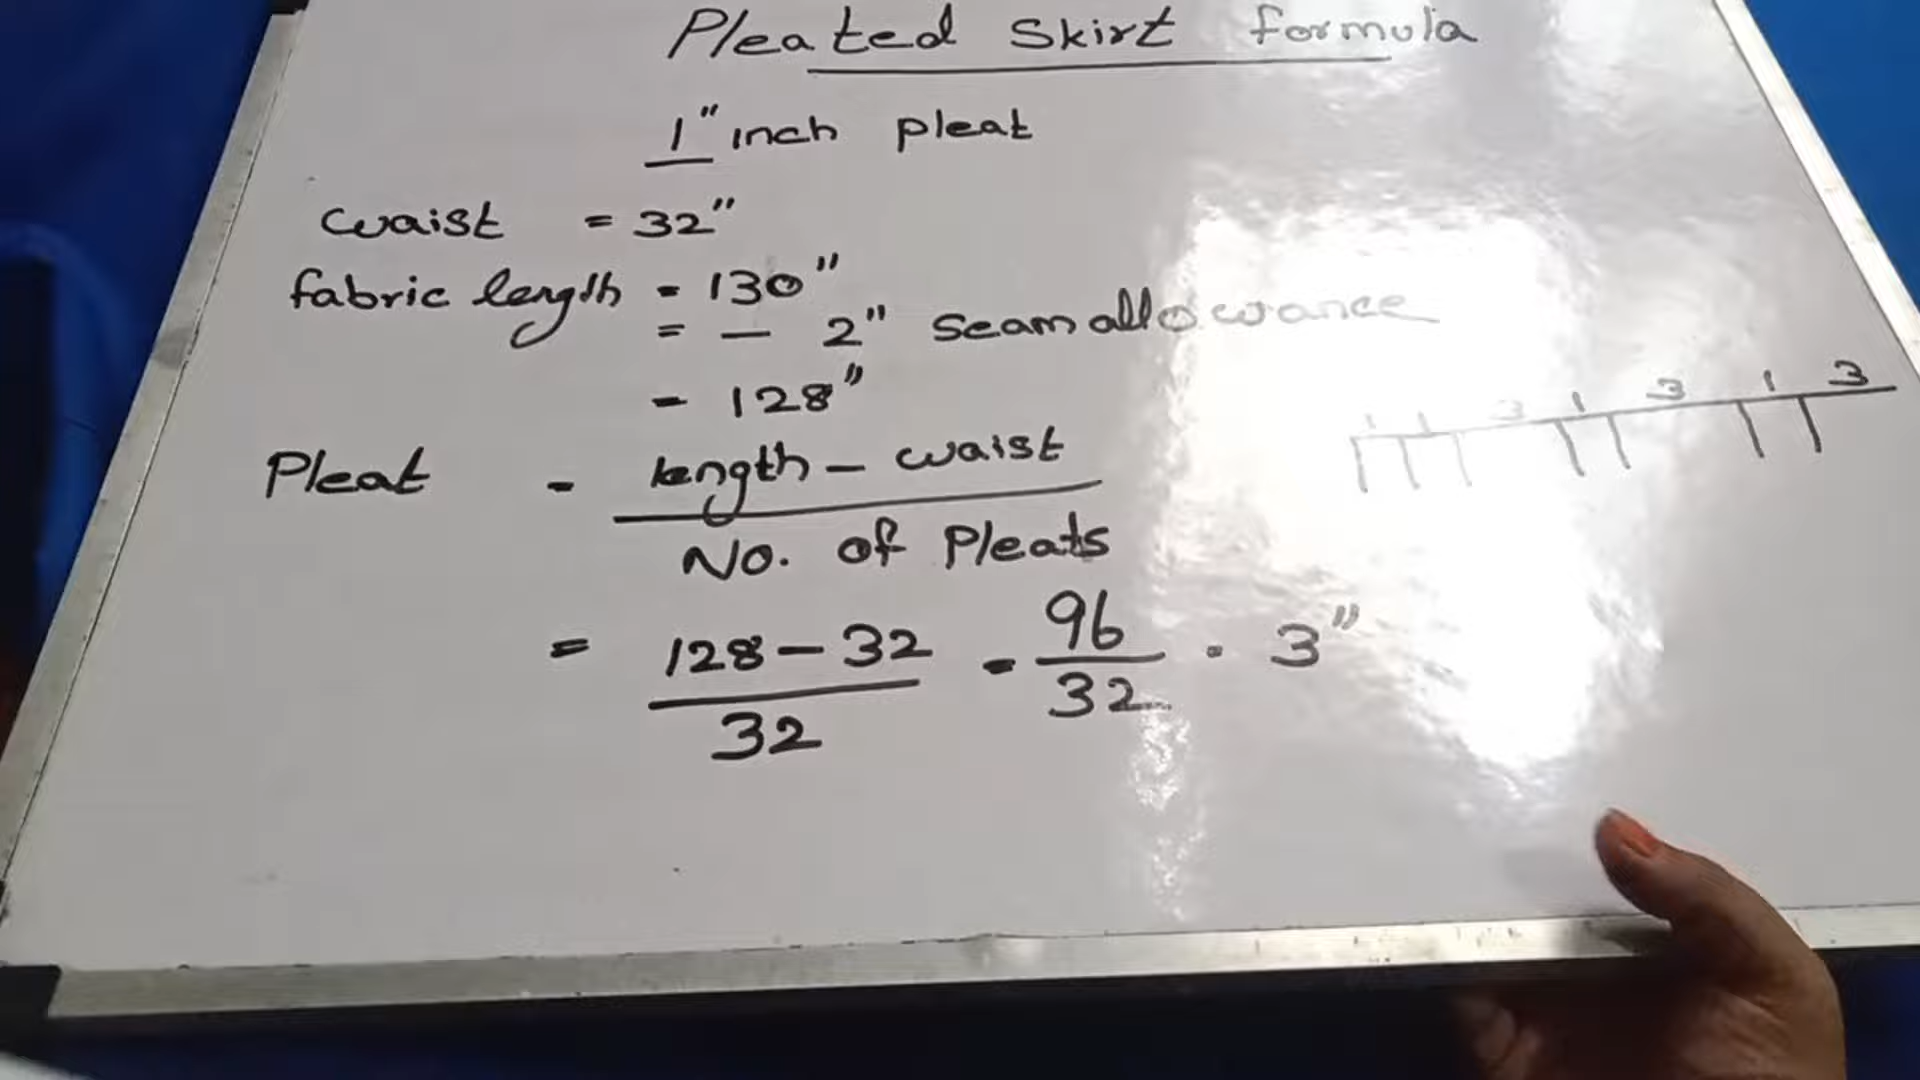 Pleated Skirt formula
1" inch pleat
waist = 32"
fabric length = 130"
= - 2" seam allowance
= 128"
1 1 3 1 3 1 3
Pleat = length - waist
No. of Pleats
= 128 - 32 = 96 = 3"
32 32